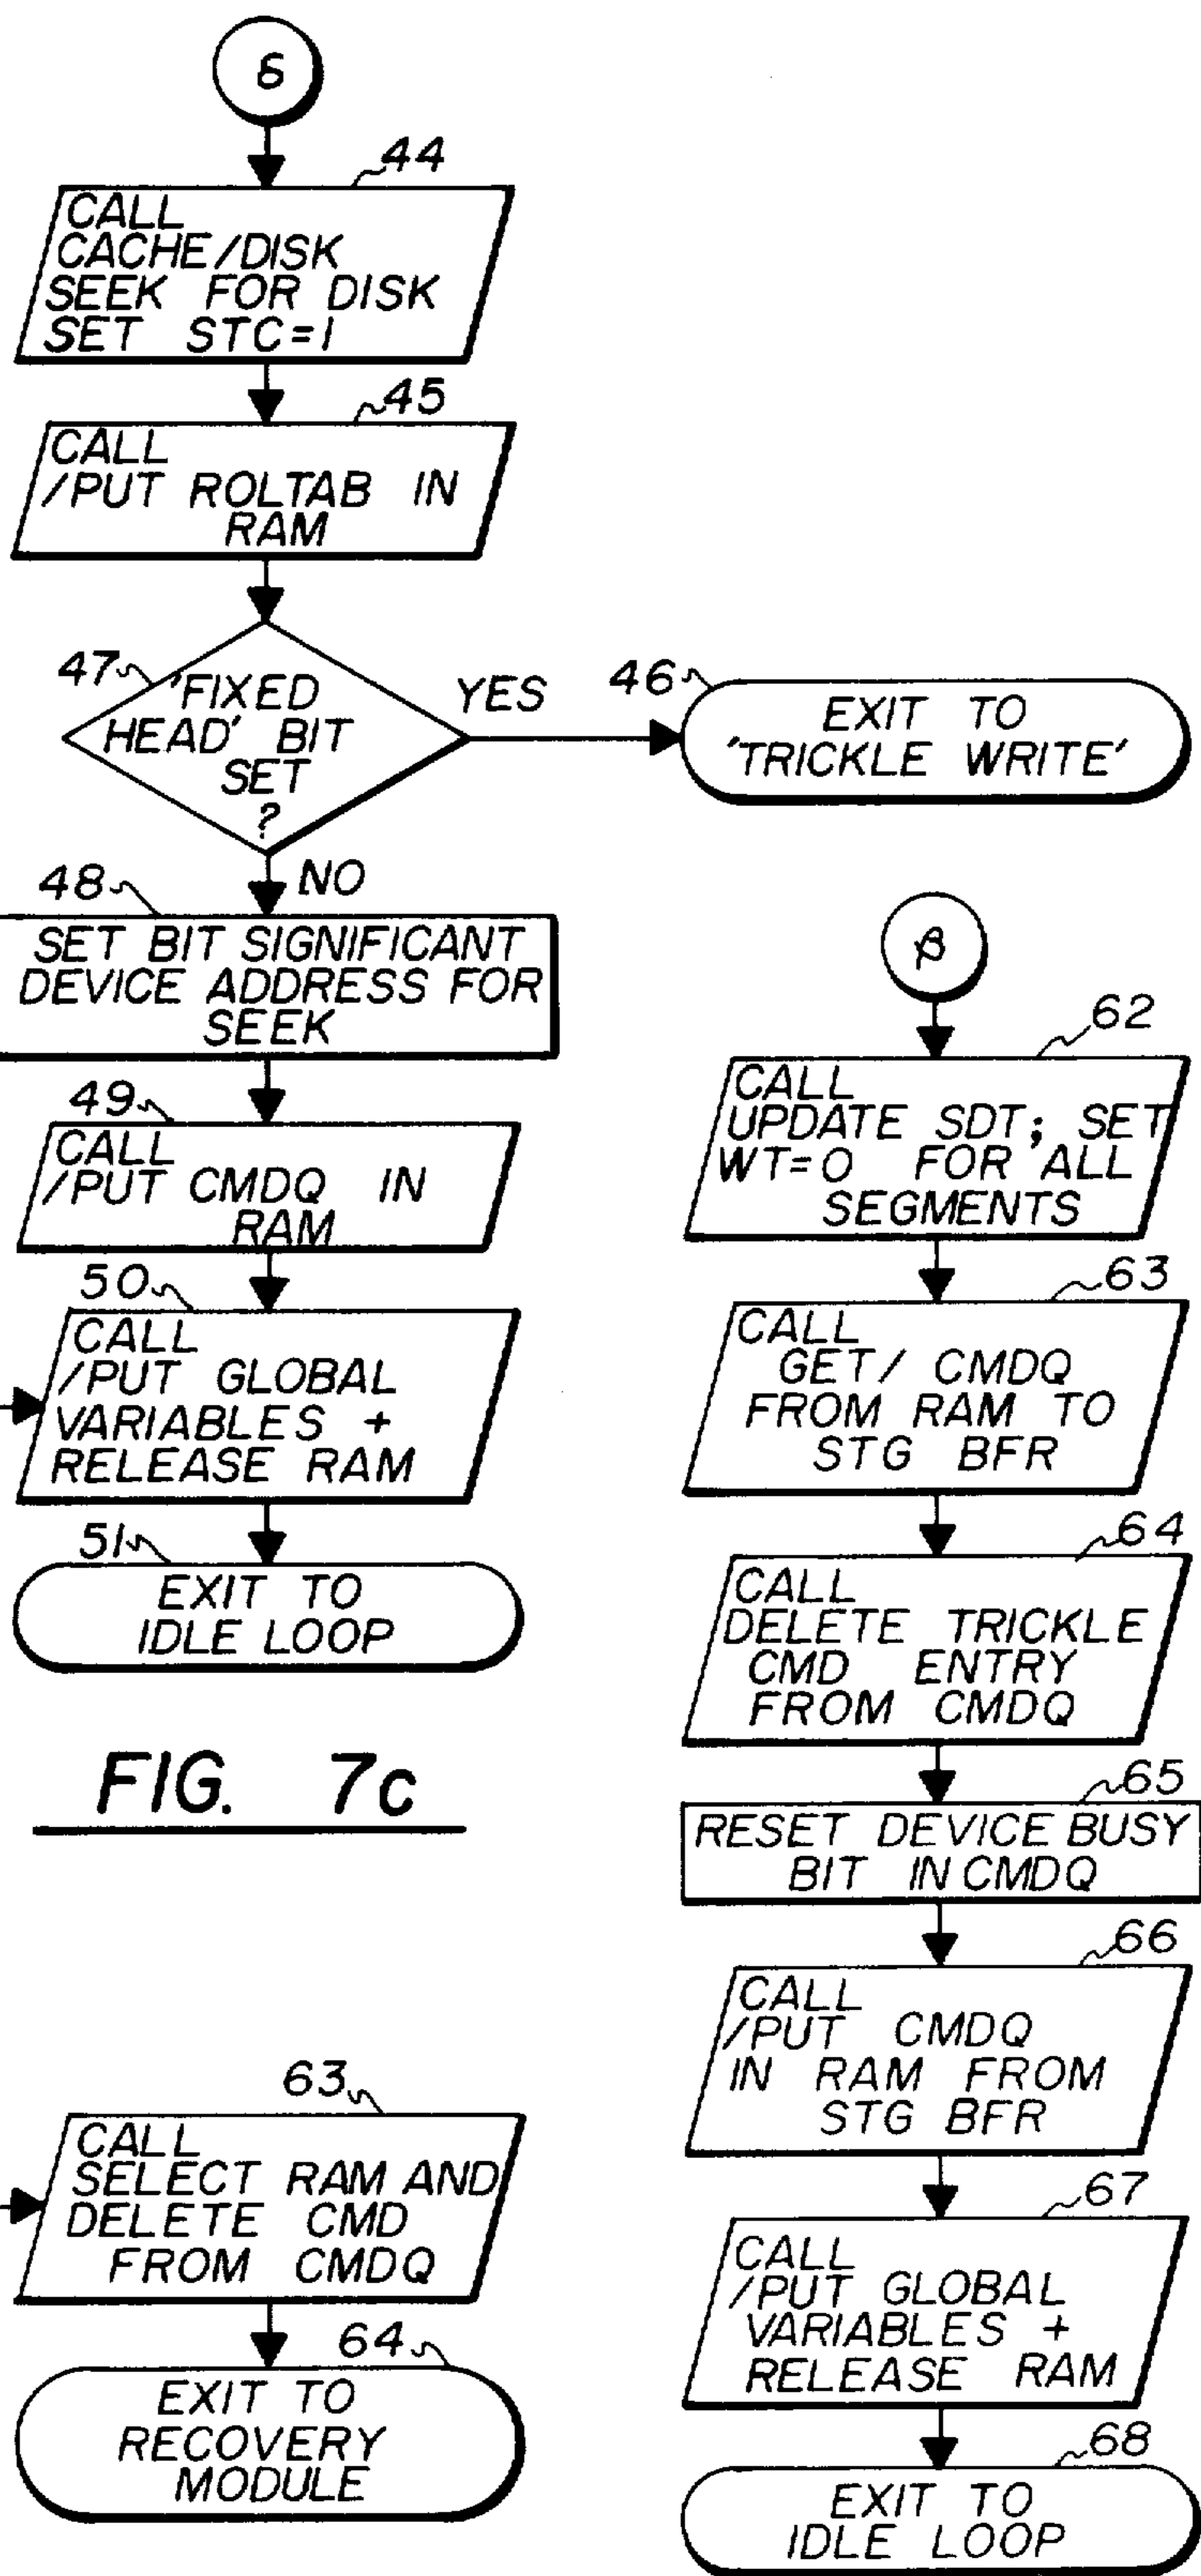 δ
44
CALL
CACHE/DISK
SEEK FOR DISK
SET STC=1
45
CALL
/PUT ROLTAB IN
RAM
47
'FIXED
HEAD' BIT
SET
?
YES
46
EXIT TO
'TRICKLE WRITE'
NO
48
SET BIT SIGNIFICANT
DEVICE ADDRESS FOR
SEEK
49
CALL
/PUT CMDQ IN
RAM
50
CALL
/PUT GLOBAL
VARIABLES +
RELEASE RAM
51
EXIT TO
IDLE LOOP
FIG. 7c
63
CALL
SELECT RAM AND
DELETE CMD
FROM CMDQ
64
EXIT TO
RECOVERY
MODULE
β
62
CALL
UPDATE SDT; SET
WT=0 FOR ALL
SEGMENTS
63
CALL
GET/ CMDQ
FROM RAM TO
STG BFR
64
CALL
DELETE TRICKLE
CMD ENTRY
FROM CMDQ
65
RESET DEVICE BUSY
BIT IN CMDQ
66
CALL
/PUT CMDQ
IN RAM FROM
STG BFR
67
CALL
/PUT GLOBAL
VARIABLES +
RELEASE RAM
68
EXIT TO
IDLE LOOP